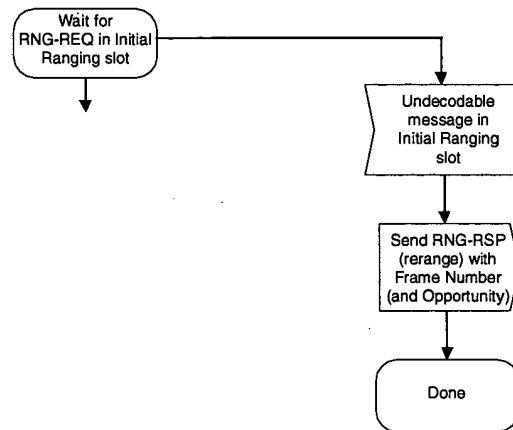 Wait for
RNG-REQ in Initial
Ranging slot
Undecodable
message in
Initial Ranging
slot
Send RNG-RSP
(rerange) with
Frame Number
(and Opportunity)
Done